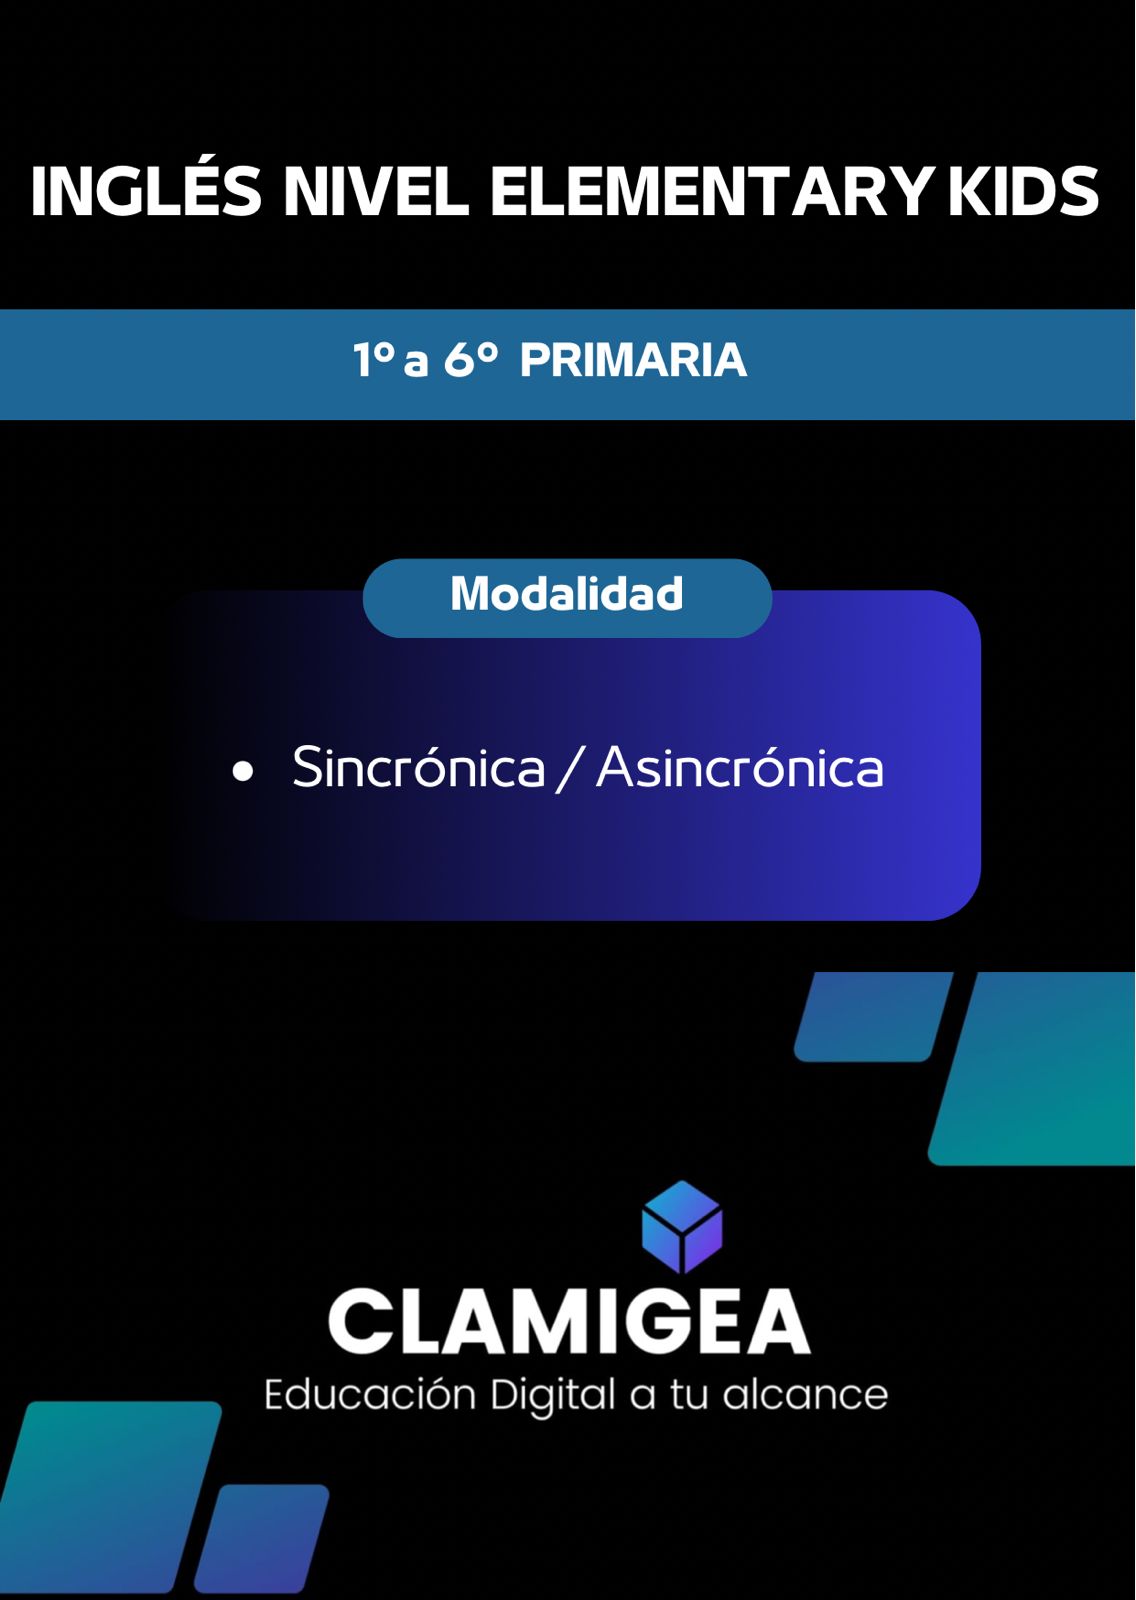 INGLÉS NIVEL ELEMENTARY KIDS
1º a 6º PRIMARIA
Modalidad
• Sincrónica / Asincrónica
CLAMIGEA
Educación Digital a tu alcance